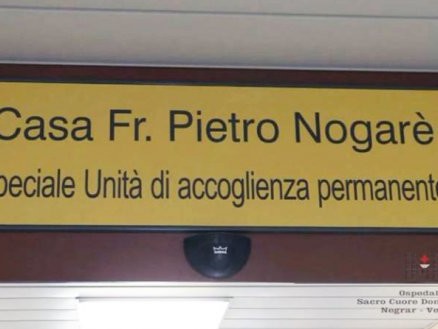 Casa Fr. Pietro Nogarè
peciale Unità di accoglienza permanente
Ospedal
Sacro Cuore Don
Negrar - Ve